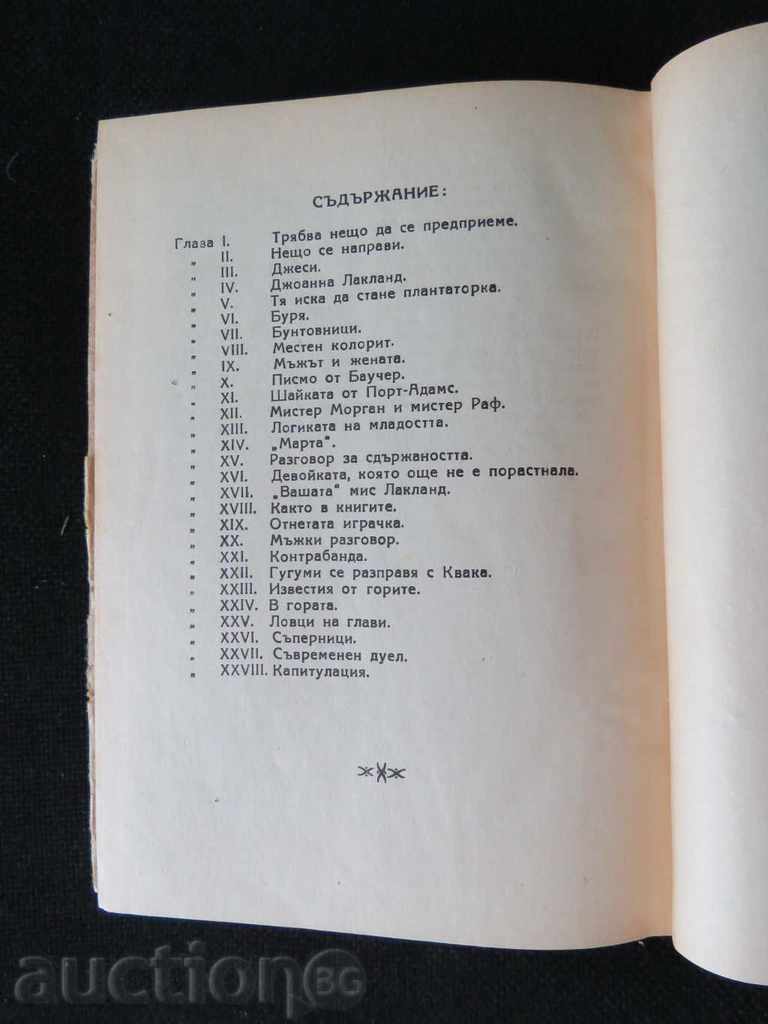 СЪДЪРЖАНИЕ:
Глава I. Трябва нещо да се предприеме.
„ II. Нещо се направи.
„ III. Джеси.
„ IV. Джоанна Лакланд.
„ V. Тя иска да стане плантаторка.
„ VI. Буря.
„ VII. Бунтовници.
„ VIII. Местен колорит.
„ IX. Мъжът и жената.
„ X. Писмо от Баучер.
„ XI. Шайката от Порт-Адамс.
„ XII. Мистер Морган и мистер Раф.
„ XIII. Логиката на младостта.
„ XIV. „Марта“.
„ XV. Разговор за сдържаността.
„ XVI. Девойката, която още не е порастнала.
„ XVII. „Вашата“ мис Лакланд.
„ XVIII. Както в книгите.
„ XIX. Отнетата играчка.
„ XX. Мъжки разговор.
„ XXI. Контрабанда.
„ XXII. Гугуми се разправя с Квака.
„ XXIII. Известия от горите.
„ XXIV. В гората.
„ XXV. Ловци на глави.
„ XXVI. Съперници.
„ XXVII. Съвременен дуел.
„ XXVIII. Капитулация.
auctionBG